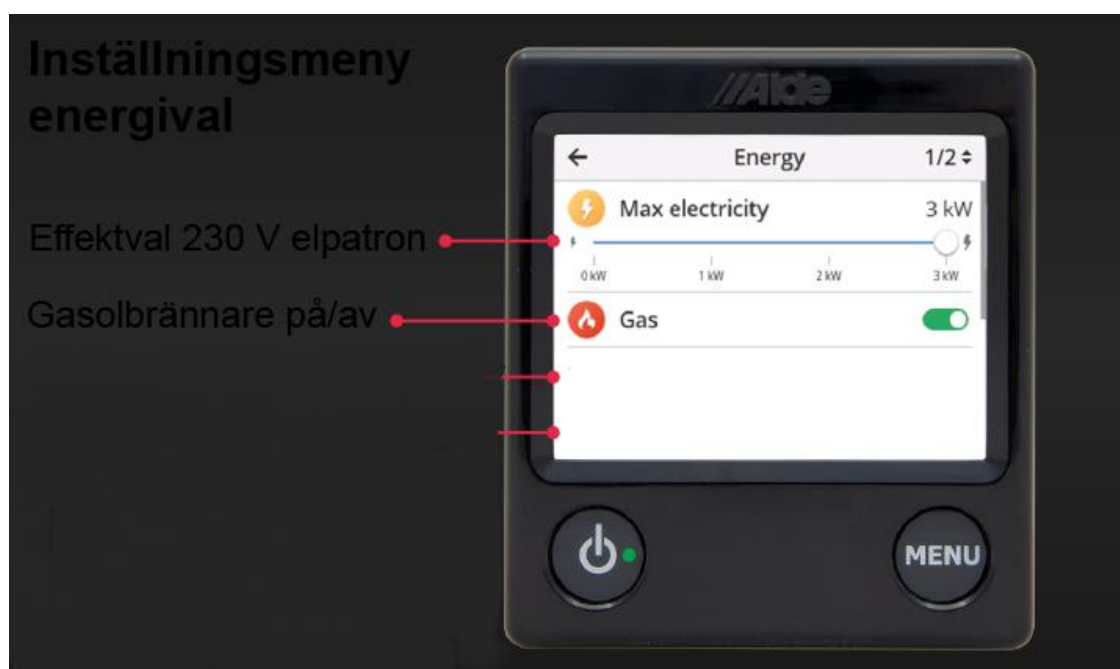 Inställningsmeny
energival
//Alde
Energy 1/2
Max electricity 3 kW
Effektval 230 V elpatron
0 kW 1 kW 2 kW 3 kW
Gasolbrännare på/av
Gas
MENU